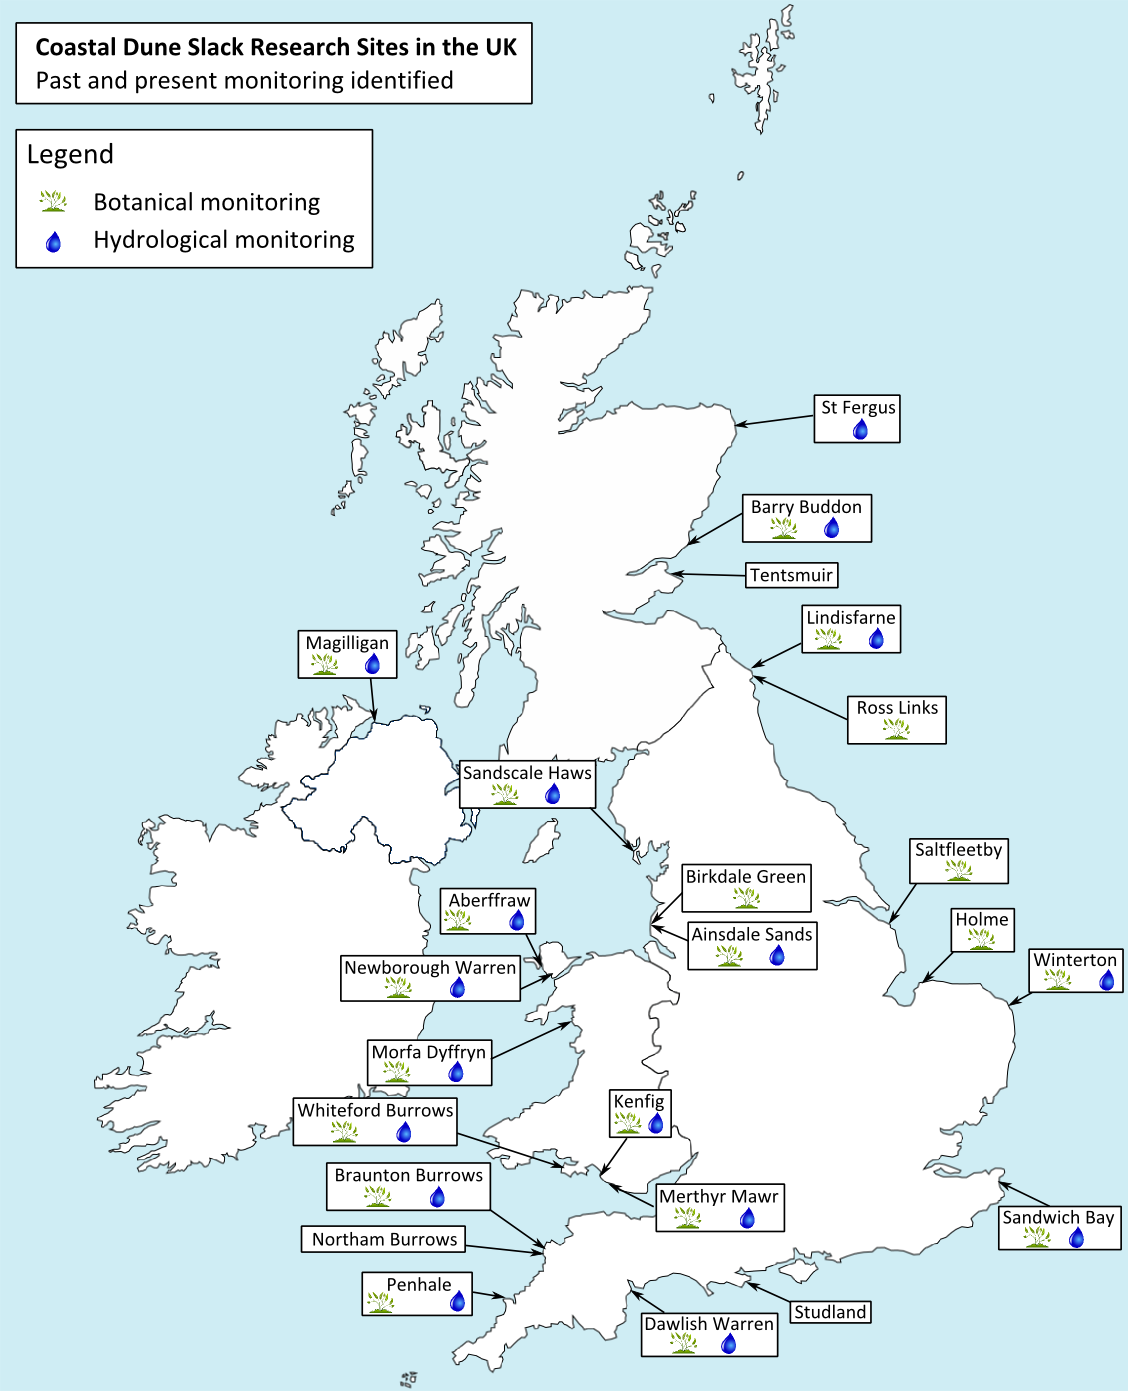 Coastal Dune Slack Research Sites in the UK
Past and present monitoring identified
Legend
Botanical monitoring
Hydrological monitoring
St Fergus
Barry Buddon
Tentsmuir
Lindisfarne
Magilligan
Ross Links
Sandscale Haws
Saltfleetby
Birkdale Green
Aberffraw
Holme
Ainsdale Sands
Winterton
Newborough Warren
Morfa Dyffryn
Kenfig
Whiteford Burrows
Braunton Burrows
Merthyr Mawr
Sandwich Bay
Northam Burrows
Penhale
Studland
Dawlish Warren